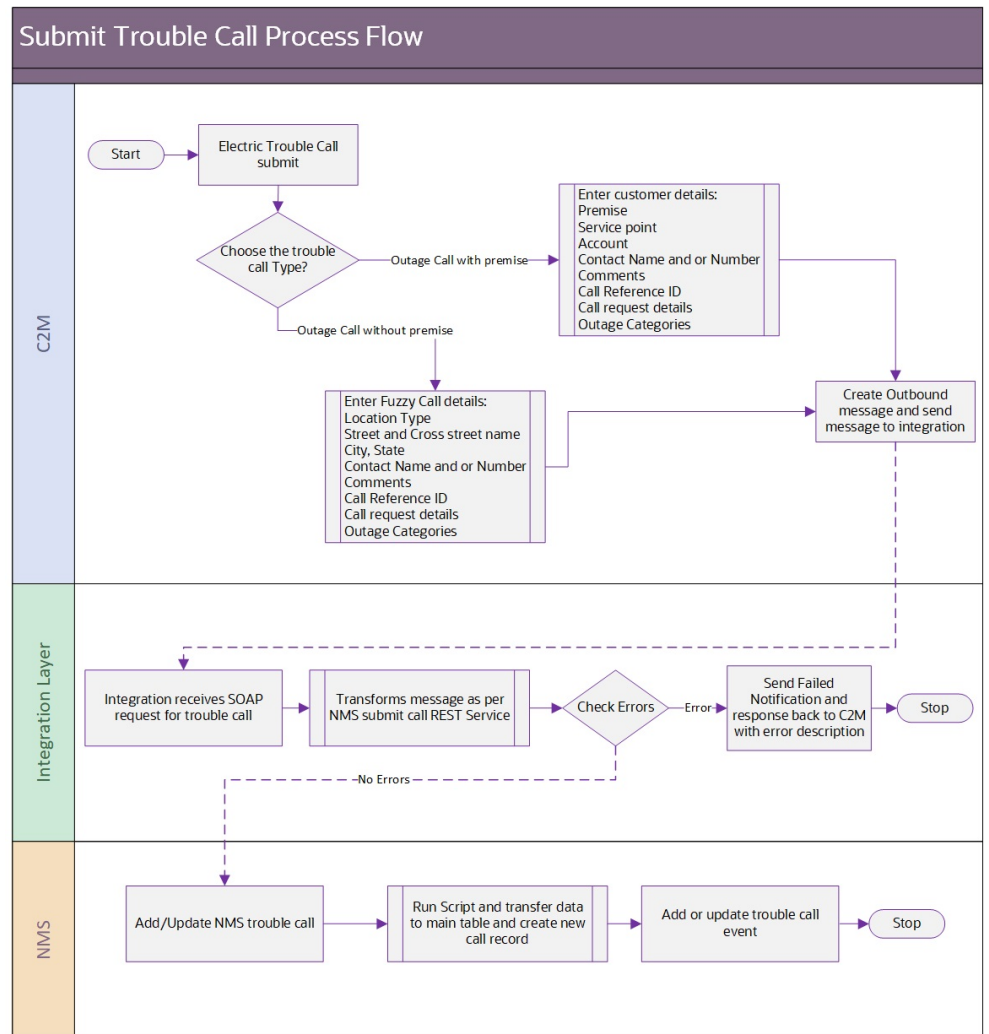 Submit Trouble Call Process Flow
C2M
Start
Electric Trouble Call
submit
Choose the trouble
call Type?
Outage Call with premise
Enter customer details:
Premise
Service point
Account
Contact Name and or Number
Comments
Call Reference ID
Call request details
Outage Categories
Outage Call without premise
Enter Fuzzy Call details:
Location Type
Street and Cross street name
City, State
Contact Name and or Number
Comments
Call Reference ID
Call request details
Outage Categories
Create Outbound
message and send
message to integration
Integration Layer
Integration receives SOAP
request for trouble call
Transforms message as per
NMS submit call REST Service
Check Errors
Error
Send Failed
Notification and
response back to C2M
with error description
Stop
No Errors
NMS
Add/Update NMS trouble call
Run Script and transfer data
to main table and create new
call record
Add or update trouble call
event
Stop